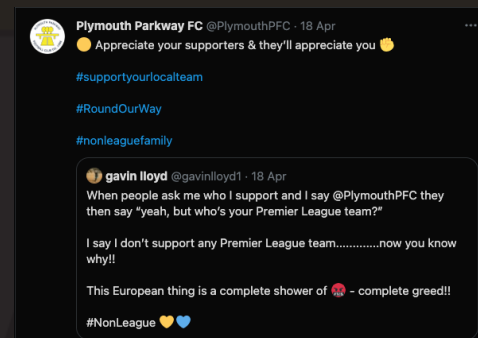 Plymouth Parkway FC @PlymouthPFC · 18 Apr ...
🟡 Appreciate your supporters & they'll appreciate you ✊
#supportyourlocalteam
#RoundOurWay
#nonleaguefamily
gavin lloyd @gavinlloyd1 · 18 Apr
When people ask me who I support and I say @PlymouthPFC they
then say “yeah, but who's your Premier League team?”
I say I don't support any Premier League team.............now you know
why!!
This European thing is a complete shower of 🤬 - complete greed!!
#NonLeague 💛💙